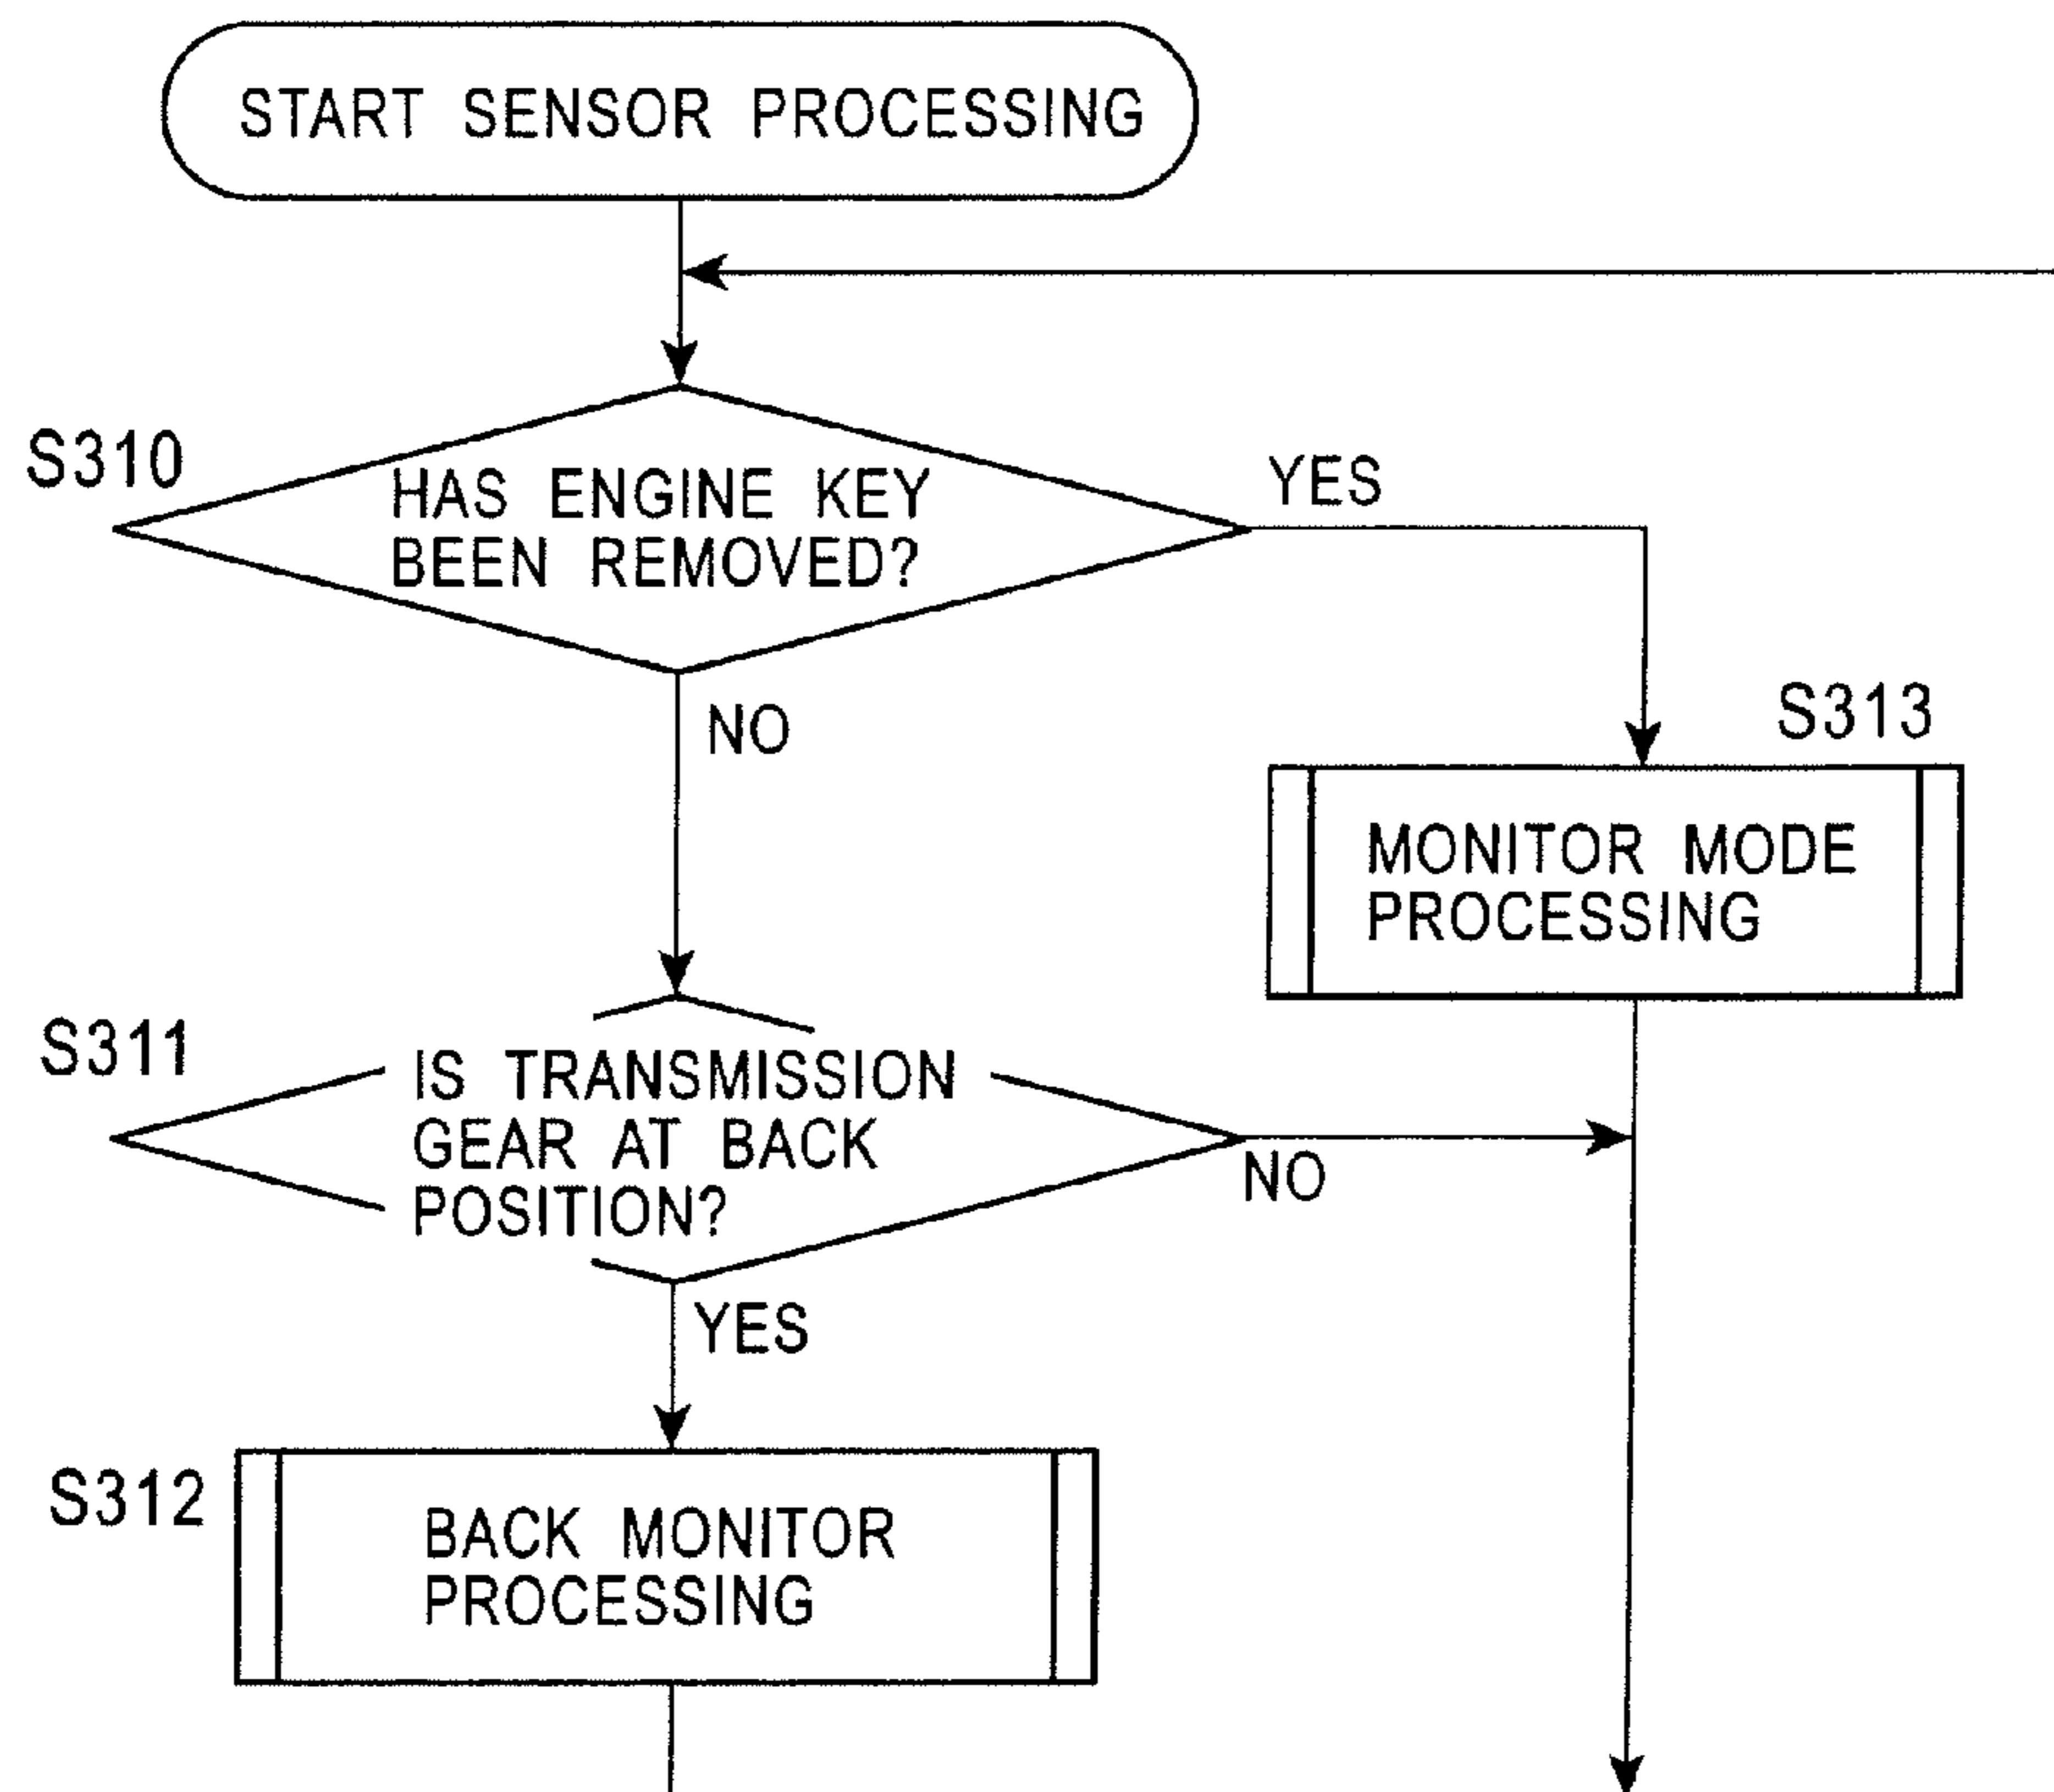 START SENSOR PROCESSING
S310
HAS ENGINE KEY
BEEN REMOVED?
YES
NO
S313
MONITOR MODE
PROCESSING
S311
IS TRANSMISSION
GEAR AT BACK
POSITION?
NO
YES
S312
BACK MONITOR
PROCESSING